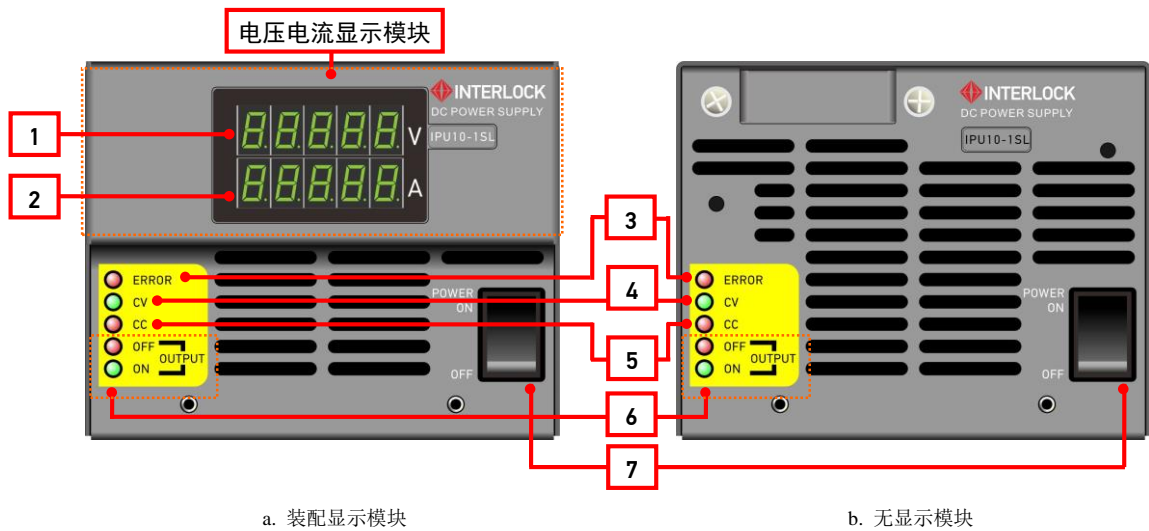 电压电流显示模块
INTERLOCK
DC POWER SUPPLY
IPU10-1SL
88888 V
88888 A
1
2
ERROR
CV
CC
OFF
ON
OUTPUT
POWER
ON
OFF
3
4
5
6
7
INTERLOCK
DC POWER SUPPLY
IPU10-1SL
ERROR
CV
CC
OFF
ON
OUTPUT
POWER
ON
OFF
a. 装配显示模块
b. 无显示模块